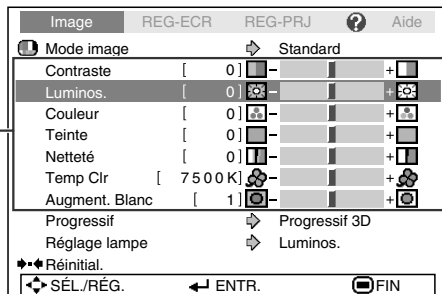 Image REG-ECR REG-PRJ ? Aide
Mode image Standard
Contraste [ 0] - +
Luminos. [ 0] - +
Couleur [ 0] - +
Teinte [ 0] - +
Netteté [ 0] - +
Temp Clr [ 7500K] - +
Augment. Blanc [ 1] - +
Progressif Progressif 3D
Réglage lampe Luminos.
Réinitial.
SÉL./RÉG. ENTR. FIN